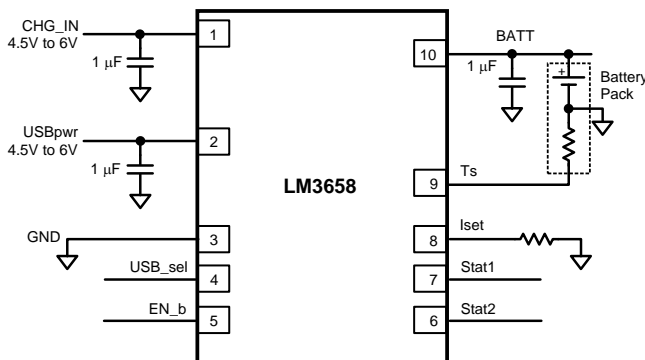 CHG_IN
4.5V to 6V
1 μF
1
10
BATT
1 μF
+
Battery
Pack
USBpwr
4.5V to 6V
1 μF
2
LM3658
9
Ts
GND
3
8
Iset
USB_sel
4
7
Stat1
EN_b
5
6
Stat2